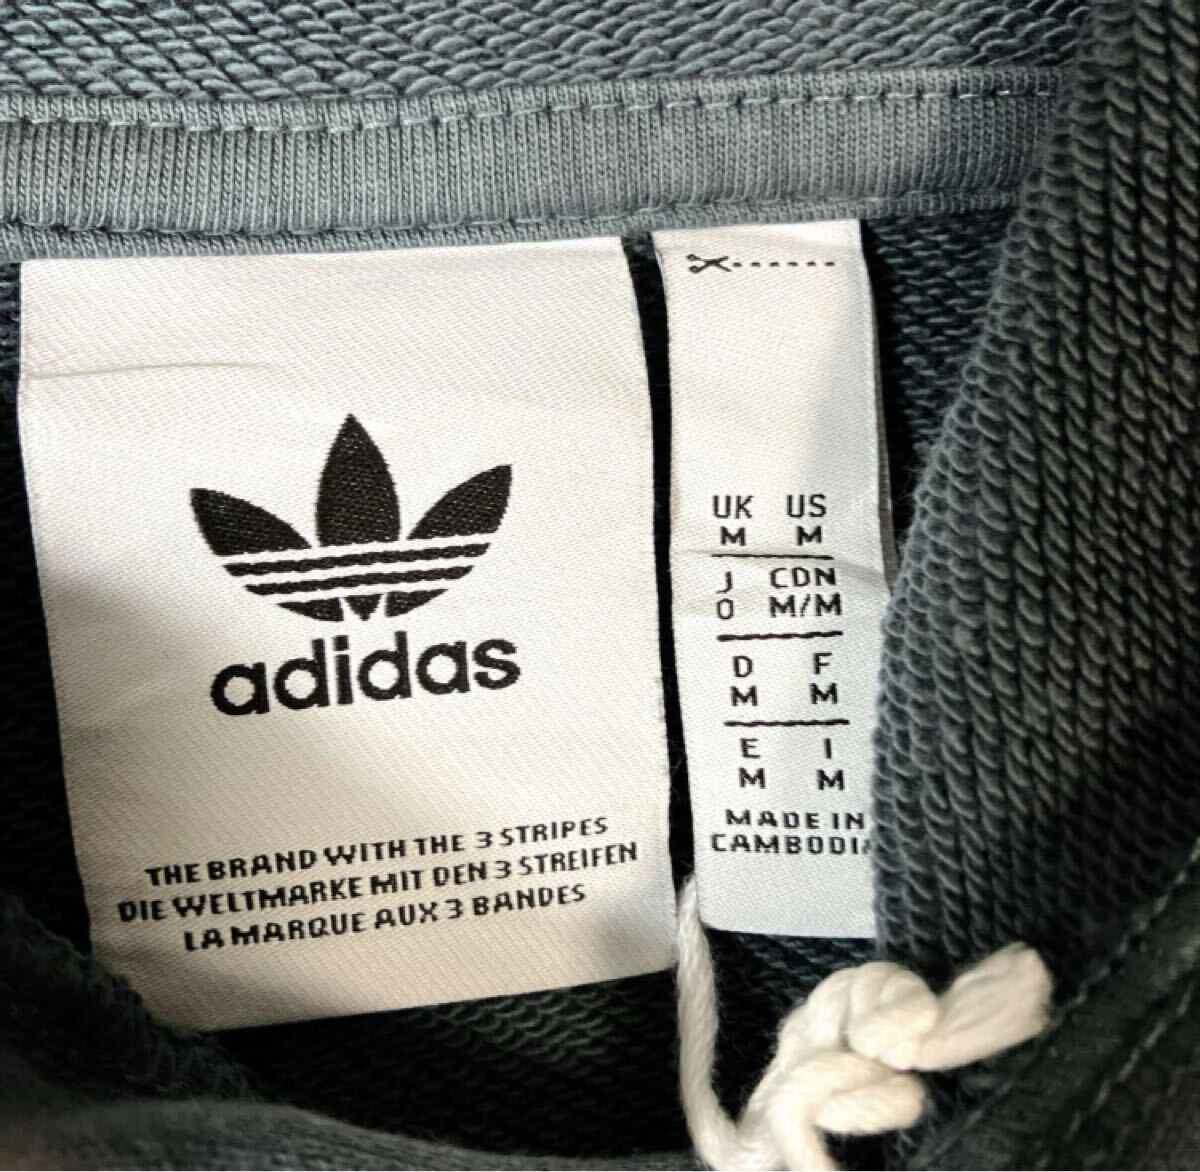 adidas
THE BRAND WITH THE 3 STRIPES
DIE WELTMARKE MIT DEN 3 STREIFEN
LA MARQUE AUX 3 BANDES
UK US
M M
J CDN
O M/M
D F
M M
E I
M M
MADE IN
CAMBODIA